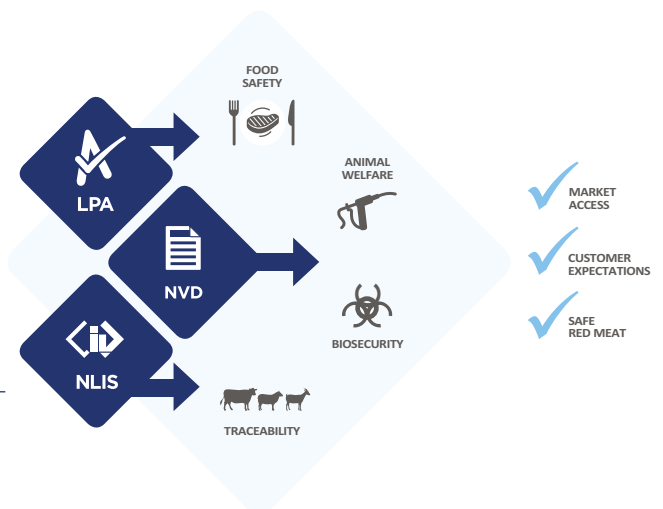 FOOD
SAFETY
ANIMAL
WELFARE
LPA
MARKET
ACCESS
NVD
CUSTOMER
EXPECTATIONS
SAFE
RED MEAT
BIOSECURITY
NLIS
TRACEABILITY